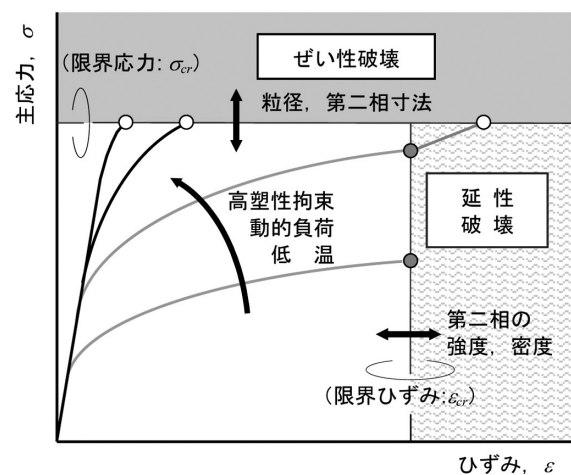 主応力, σ
ぜい性破壊
(限界応力: σcr)
粒径, 第二相寸法
高塑性拘束
動的負荷
低　温
延 性
破 壊
第二相の
強度, 密度
(限界ひずみ:εcr)
ひずみ, ε